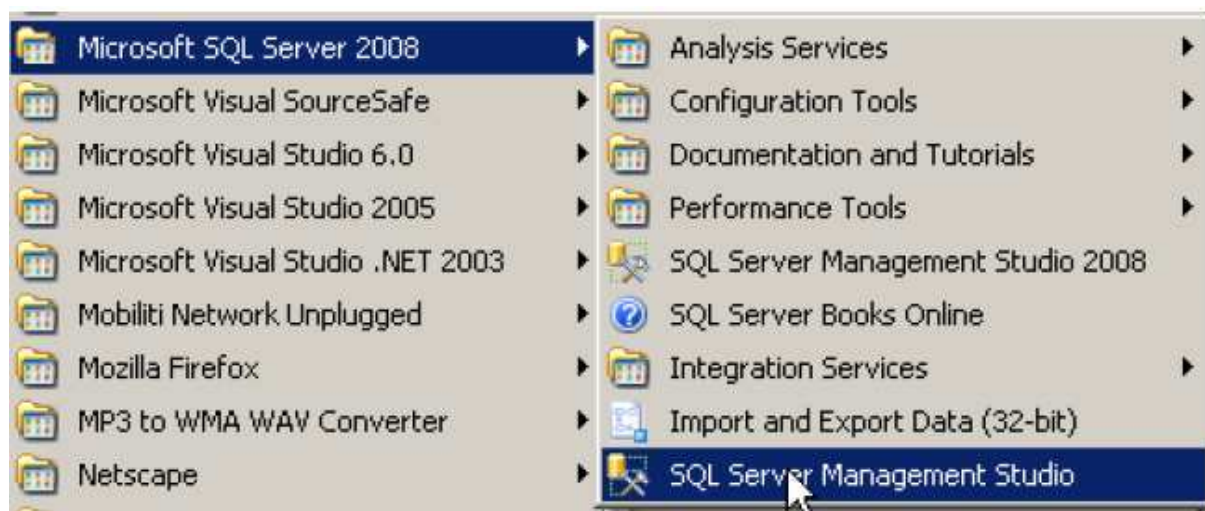 Microsoft SQL Server 2008
Microsoft Visual SourceSafe
Microsoft Visual Studio 6.0
Microsoft Visual Studio 2005
Microsoft Visual Studio .NET 2003
Mobiliti Network Unplugged
Mozilla Firefox
MP3 to WMA WAV Converter
Netscape
Analysis Services
Configuration Tools
Documentation and Tutorials
Performance Tools
SQL Server Management Studio 2008
SQL Server Books Online
Integration Services
Import and Export Data (32-bit)
SQL Server Management Studio